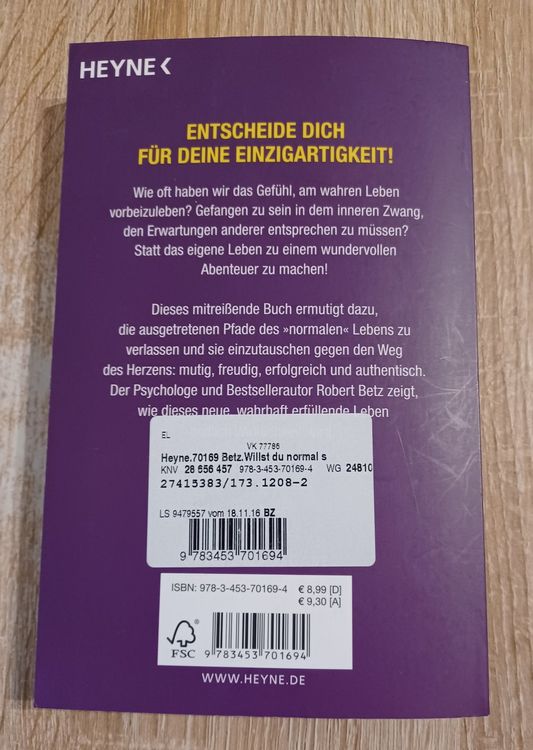 HEYNE
ENTSCHEIDE DICH
FÜR DEINE EINZIGARTIGKEIT!
Wie oft haben wir das Gefühl, am wahren Leben
vorbeizuleben? Gefangen zu sein in dem inneren Zwang,
den Erwartungen anderer entsprechen zu müssen?
Statt das eigene Leben zu einem wundervollen
Abenteuer zu machen!
Dieses mitreißende Buch ermutigt dazu,
die ausgetretenen Pfade des »normalen« Lebens zu
verlassen und sie einzutauschen gegen den Weg
des Herzens: mutig, freudig, erfolgreich und authentisch.
Der Psychologe und Bestsellerautor Robert Betz zeigt,
wie dieses neue, wahrhaft erfüllende Leben
EL
VK 77785
Heyne.70169 Betz.Willst du normal s
KNV 28 656 457 978-3-453-70169-4 WG 24810
27415383/173.1208-2
LS 9479557 vom 18.11.16 BZ
9 783453 701694
ISBN: 978-3-453-70169-4 € 8,99 [D]
€ 9,30 [A]
FSC
9 783453 701694
WWW.HEYNE.DE